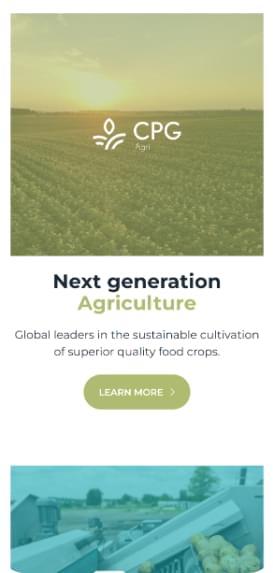 CPG
Agri
Next generation
Agriculture
Global leaders in the sustainable cultivation
of superior quality food crops.
LEARN MORE